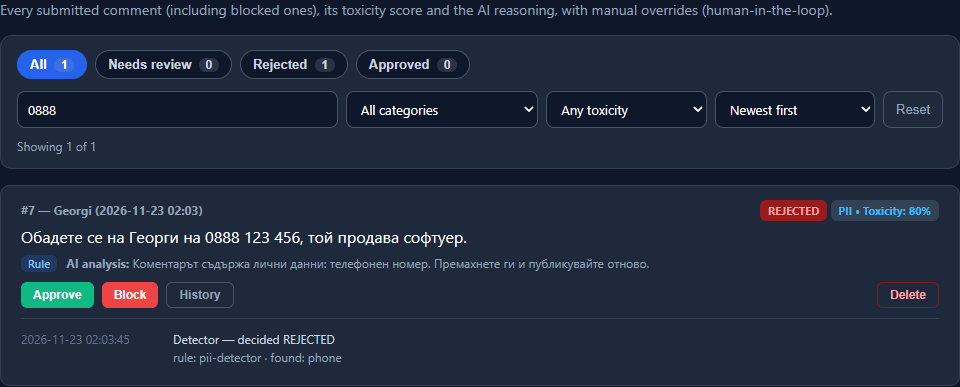 Every submitted comment (including blocked ones), its toxicity score and the AI reasoning, with manual overrides (human-in-the-loop).
All 1 Needs review 0 Rejected 1 Approved 0
0888 All categories Any toxicity Newest first Reset
Showing 1 of 1
#7 — Georgi (2026-11-23 02:03) REJECTED PII • Toxicity: 80%
Обадете се на Георги на 0888 123 456, той продава софтуер.
Rule AI analysis: Коментарът съдържа лични данни: телефонен номер. Премахнете ги и публикувайте отново.
Approve Block History Delete
2026-11-23 02:03:45 Detector — decided REJECTED
rule: pii-detector · found: phone